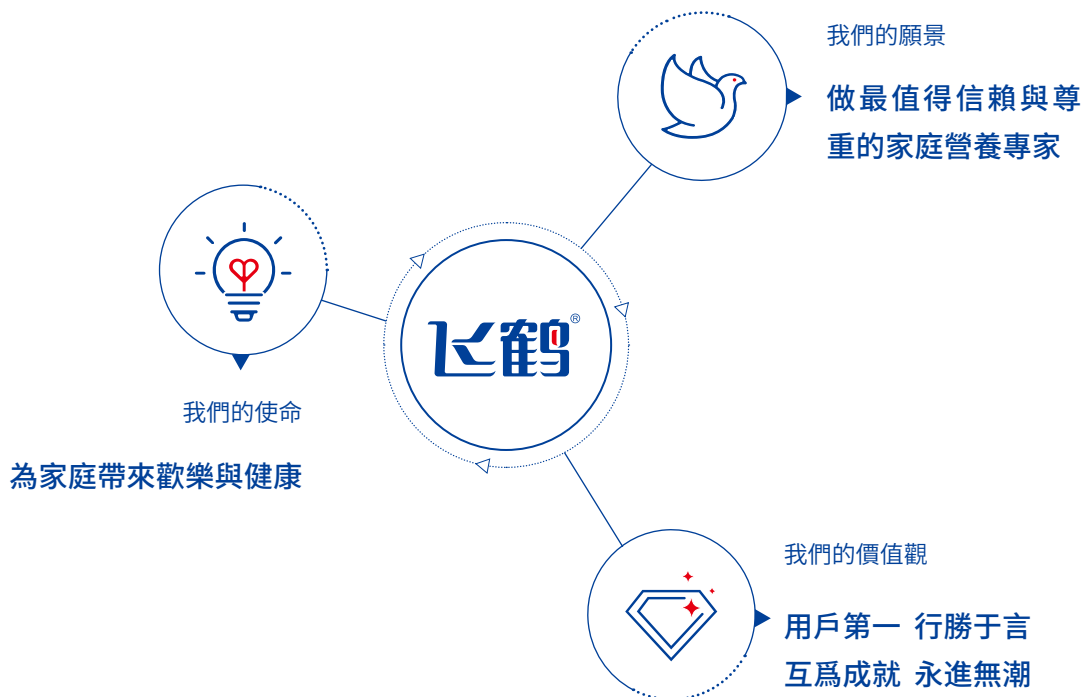 我們的願景
做最值得信賴與尊
重的家庭營養專家
飞鹤®
我們的使命
為家庭帶來歡樂與健康
我們的價值觀
用戶第一 行勝于言
互爲成就 永進無潮